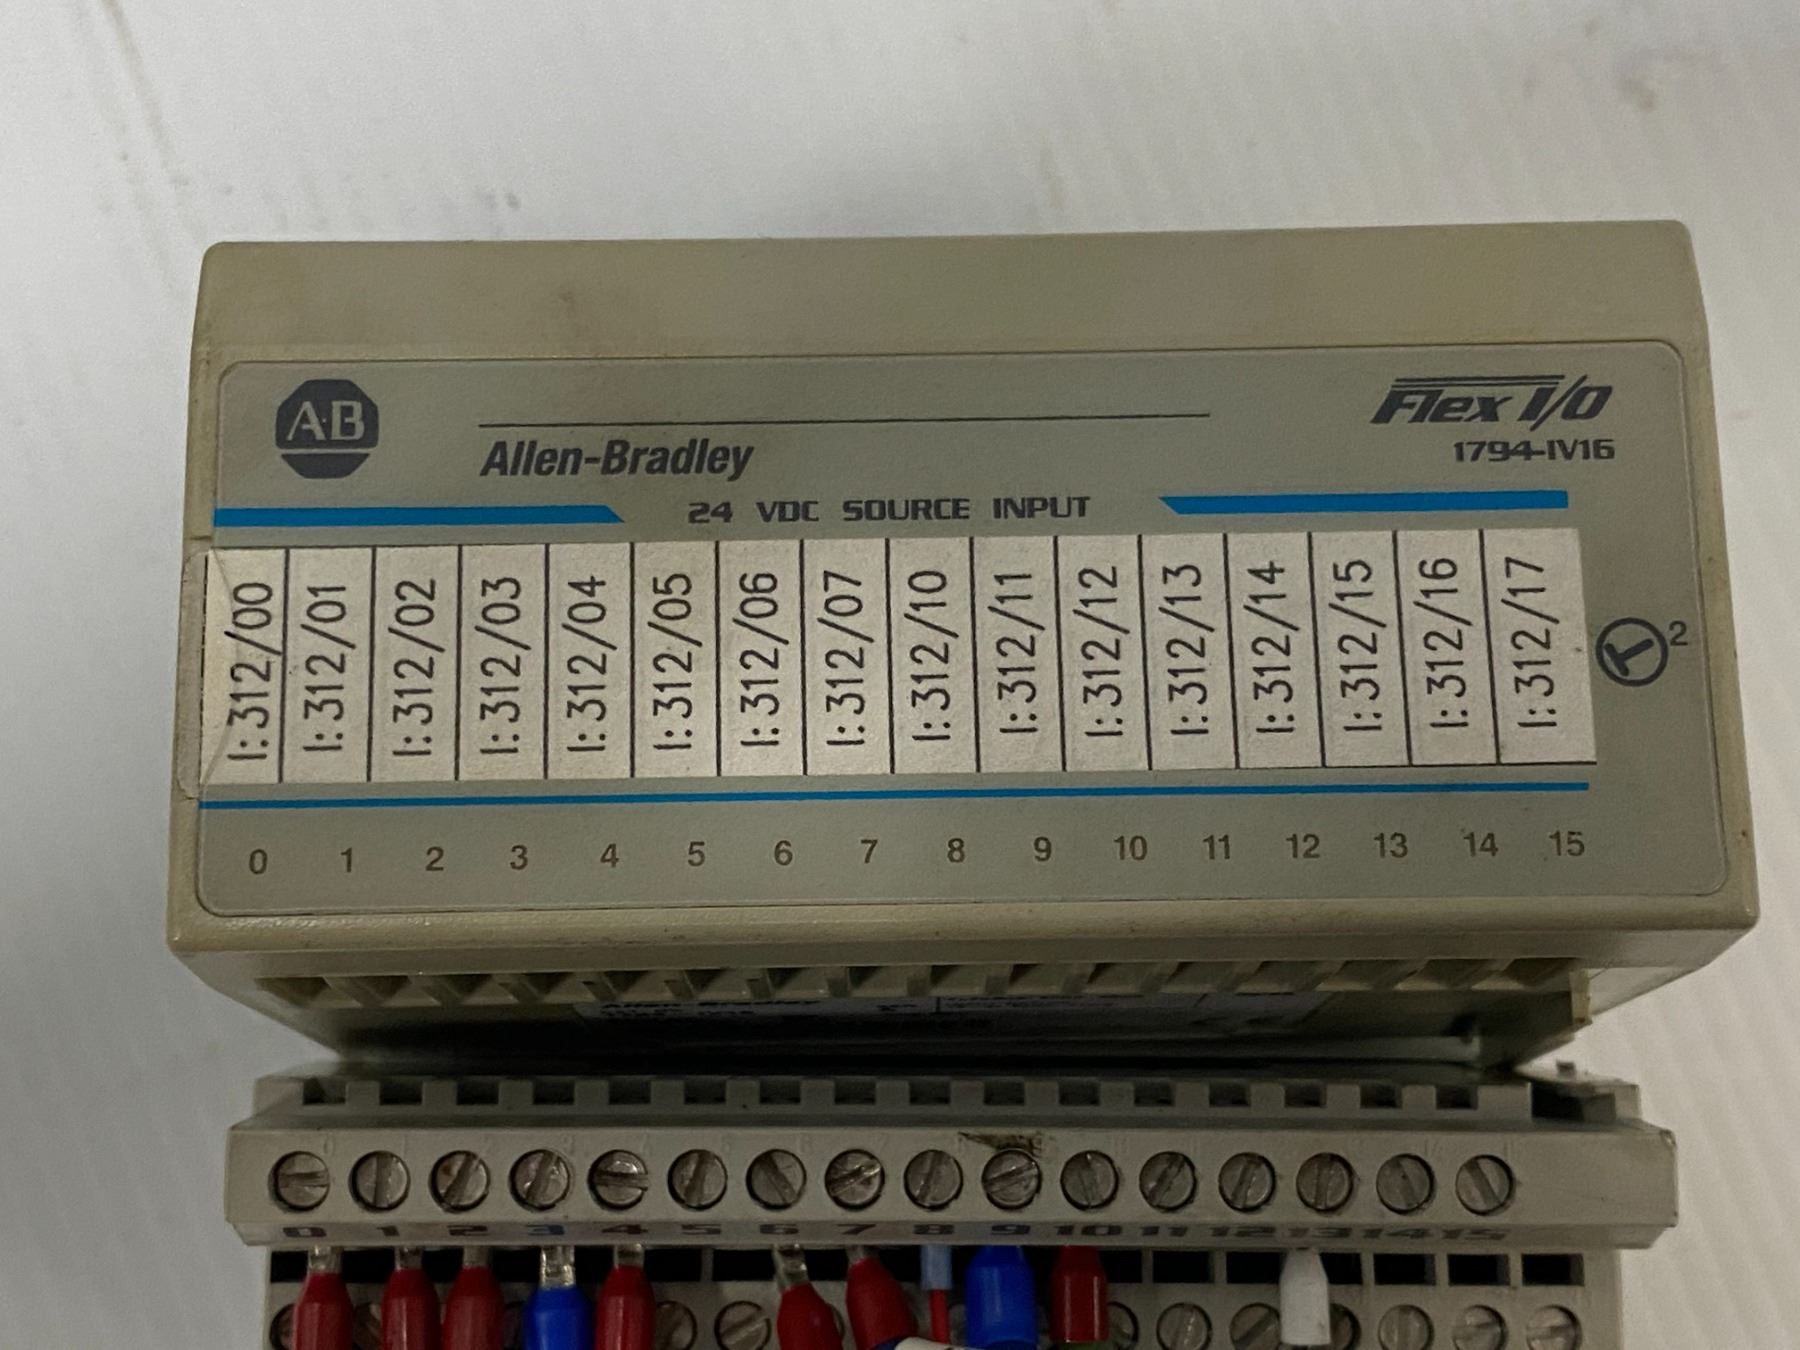 A·B
Flex I/O
Allen-Bradley
1794-IV16
24 VDC SOURCE INPUT
I:312/00
I:312/01
I:312/02
I:312/03
I:312/04
I:312/05
I:312/06
I:312/07
I:312/10
I:312/11
I:312/12
I:312/13
I:312/14
I:312/15
I:312/16
I:312/17
2
0 1 2 3 4 5 6 7 8 9 10 11 12 13 14 15
Allen-Bradley
0 1 2 3 4 5 6 7 8 9 10 11 12 13 14 15